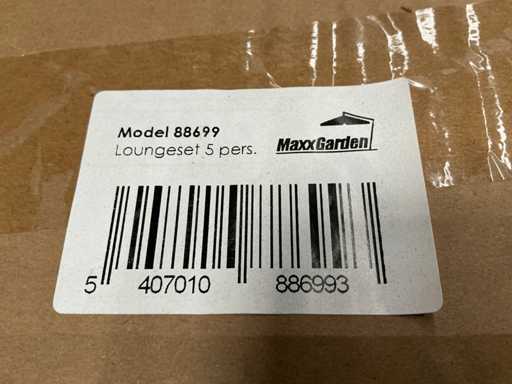 Model 88699
Loungeset 5 pers.
MaxxGarden
5 407010 886993